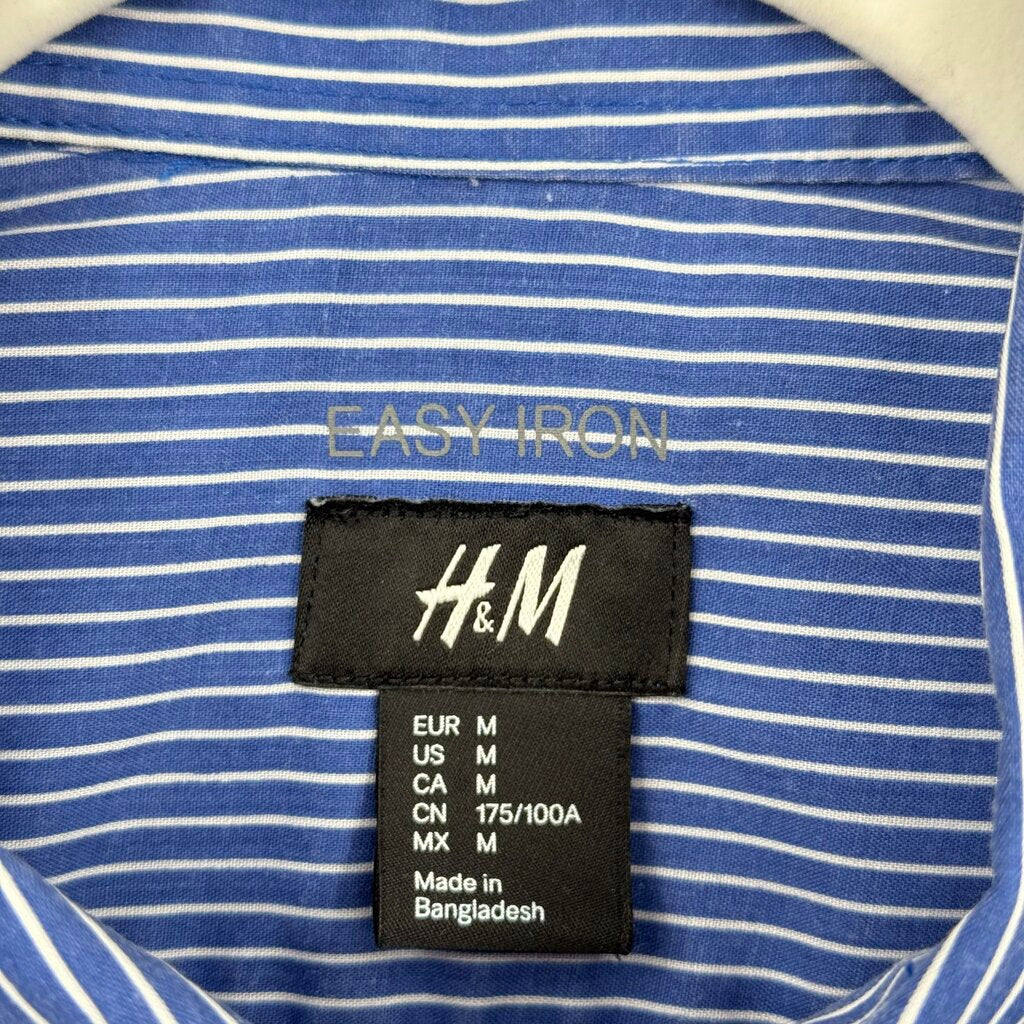 EASY IRON
H&M
EUR M
US M
CA M
CN 175/100A
MX M
Made in
Bangladesh